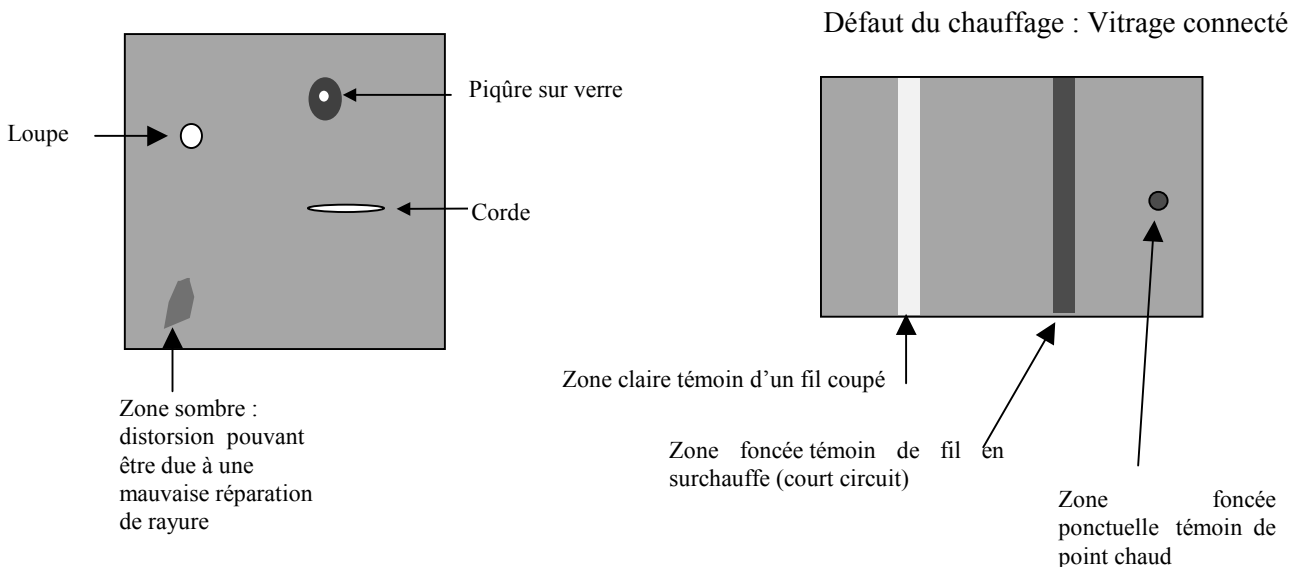 Défaut du chauffage : Vitrage connecté
Piqûre sur verre
Loupe
Corde
Zone claire témoin d’un fil coupé
Zone sombre :
distorsion pouvant
être due à une
mauvaise réparation
de rayure
Zone foncée témoin de fil en
surchauffe (court circuit)
Zone foncée
ponctuelle témoin de
point chaud